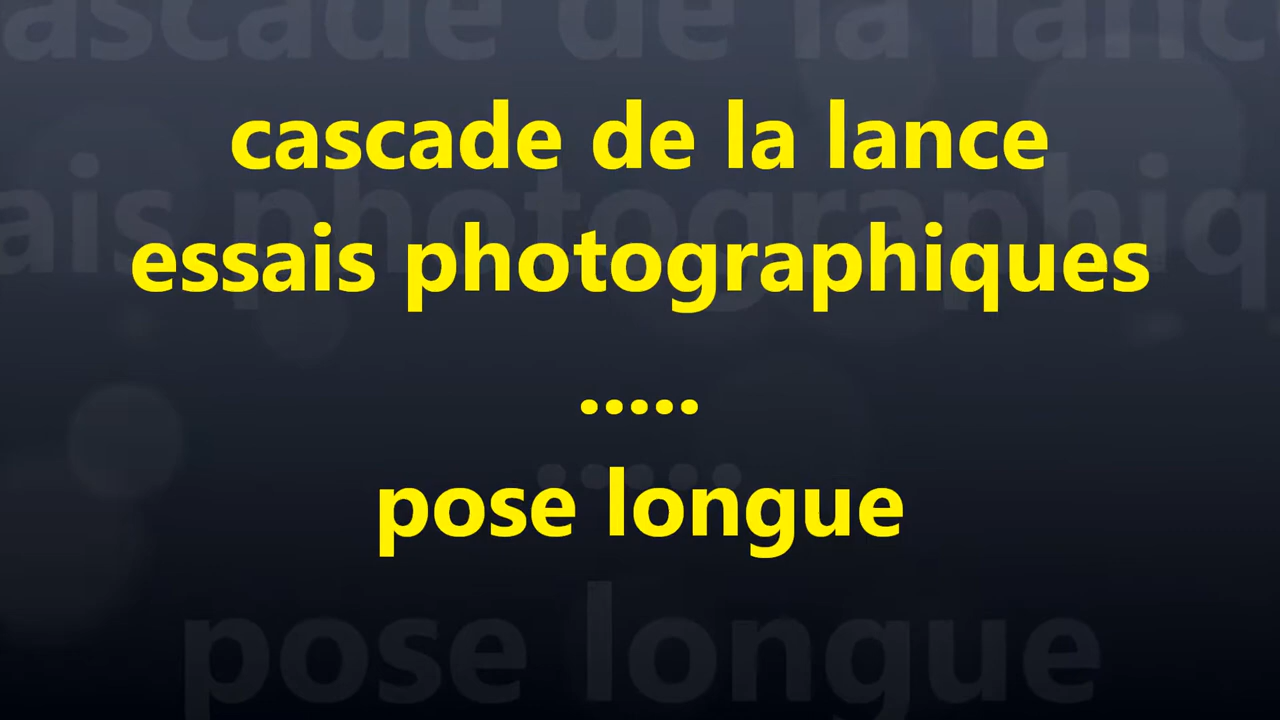 cascade de la lance
essais photographiques
.....
pose longue